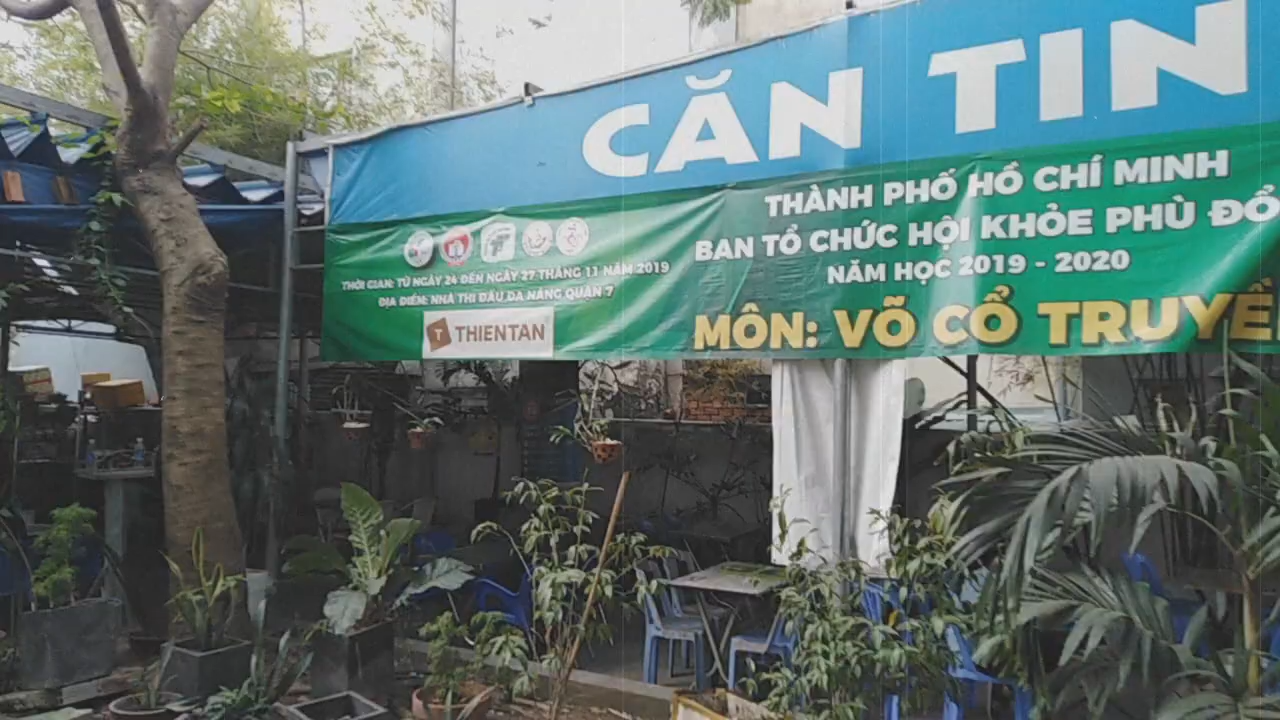 CĂN TIN
THÀNH PHỐ HỒ CHÍ MINH
BAN TỔ CHỨC HỘI KHỎE PHÙ ĐỔ
NĂM HỌC 2019 - 2020
MÔN: VÕ CỔ TRUYỀ
THỜI GIAN: TỪ NGÀY 24 ĐẾN NGÀY 27 THÁNG 11 NĂM 2019
ĐỊA ĐIỂM: NHÀ THI ĐẤU ĐA NĂNG QUẬN 7
T THIENTAN